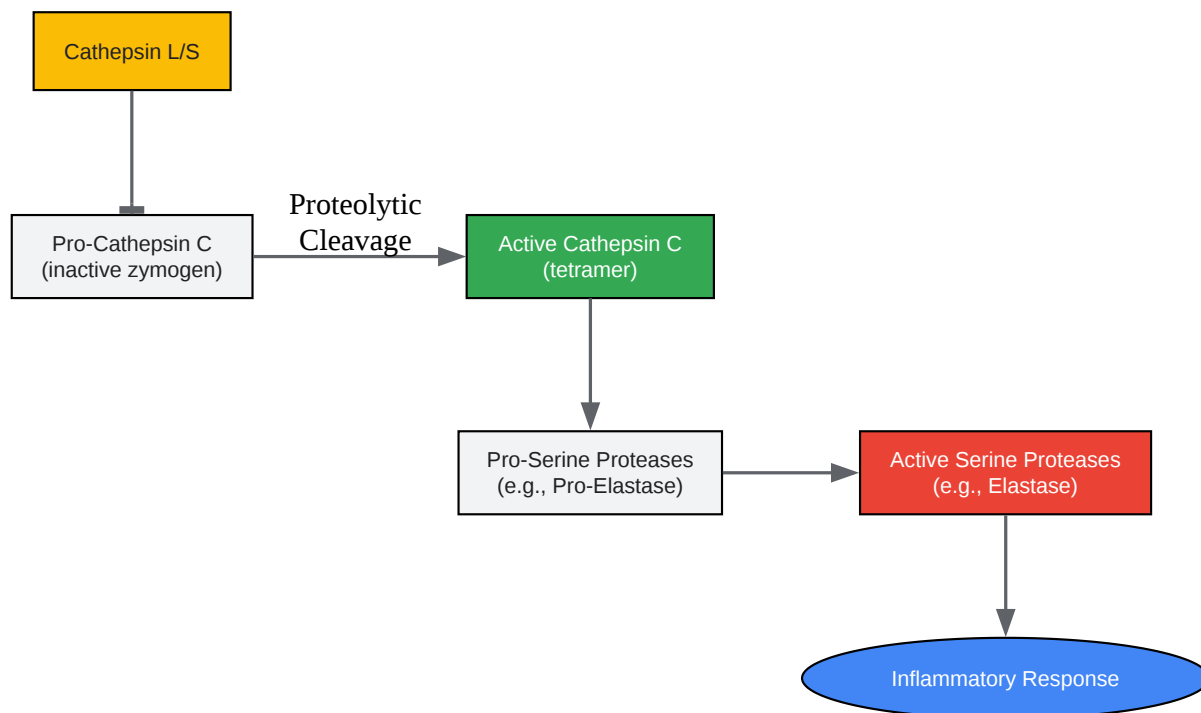 Cathepsin L/S
Proteolytic
Cleavage
Pro-Cathepsin C
(inactive zymogen)
Active Cathepsin C
(tetramer)
Pro-Serine Proteases
(e.g., Pro-Elastase)
Active Serine Proteases
(e.g., Elastase)
Inflammatory Response